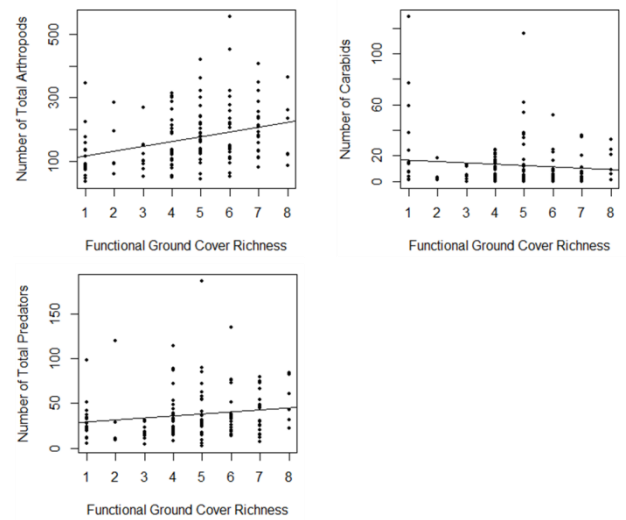 Number of Total Arthropods
500
300
100
1 2 3 4 5 6 7 8
Functional Ground Cover Richness
Number of Carabids
100
60
20
0
1 2 3 4 5 6 7 8
Functional Ground Cover Richness
Number of Total Predators
150
100
50
0
1 2 3 4 5 6 7 8
Functional Ground Cover Richness